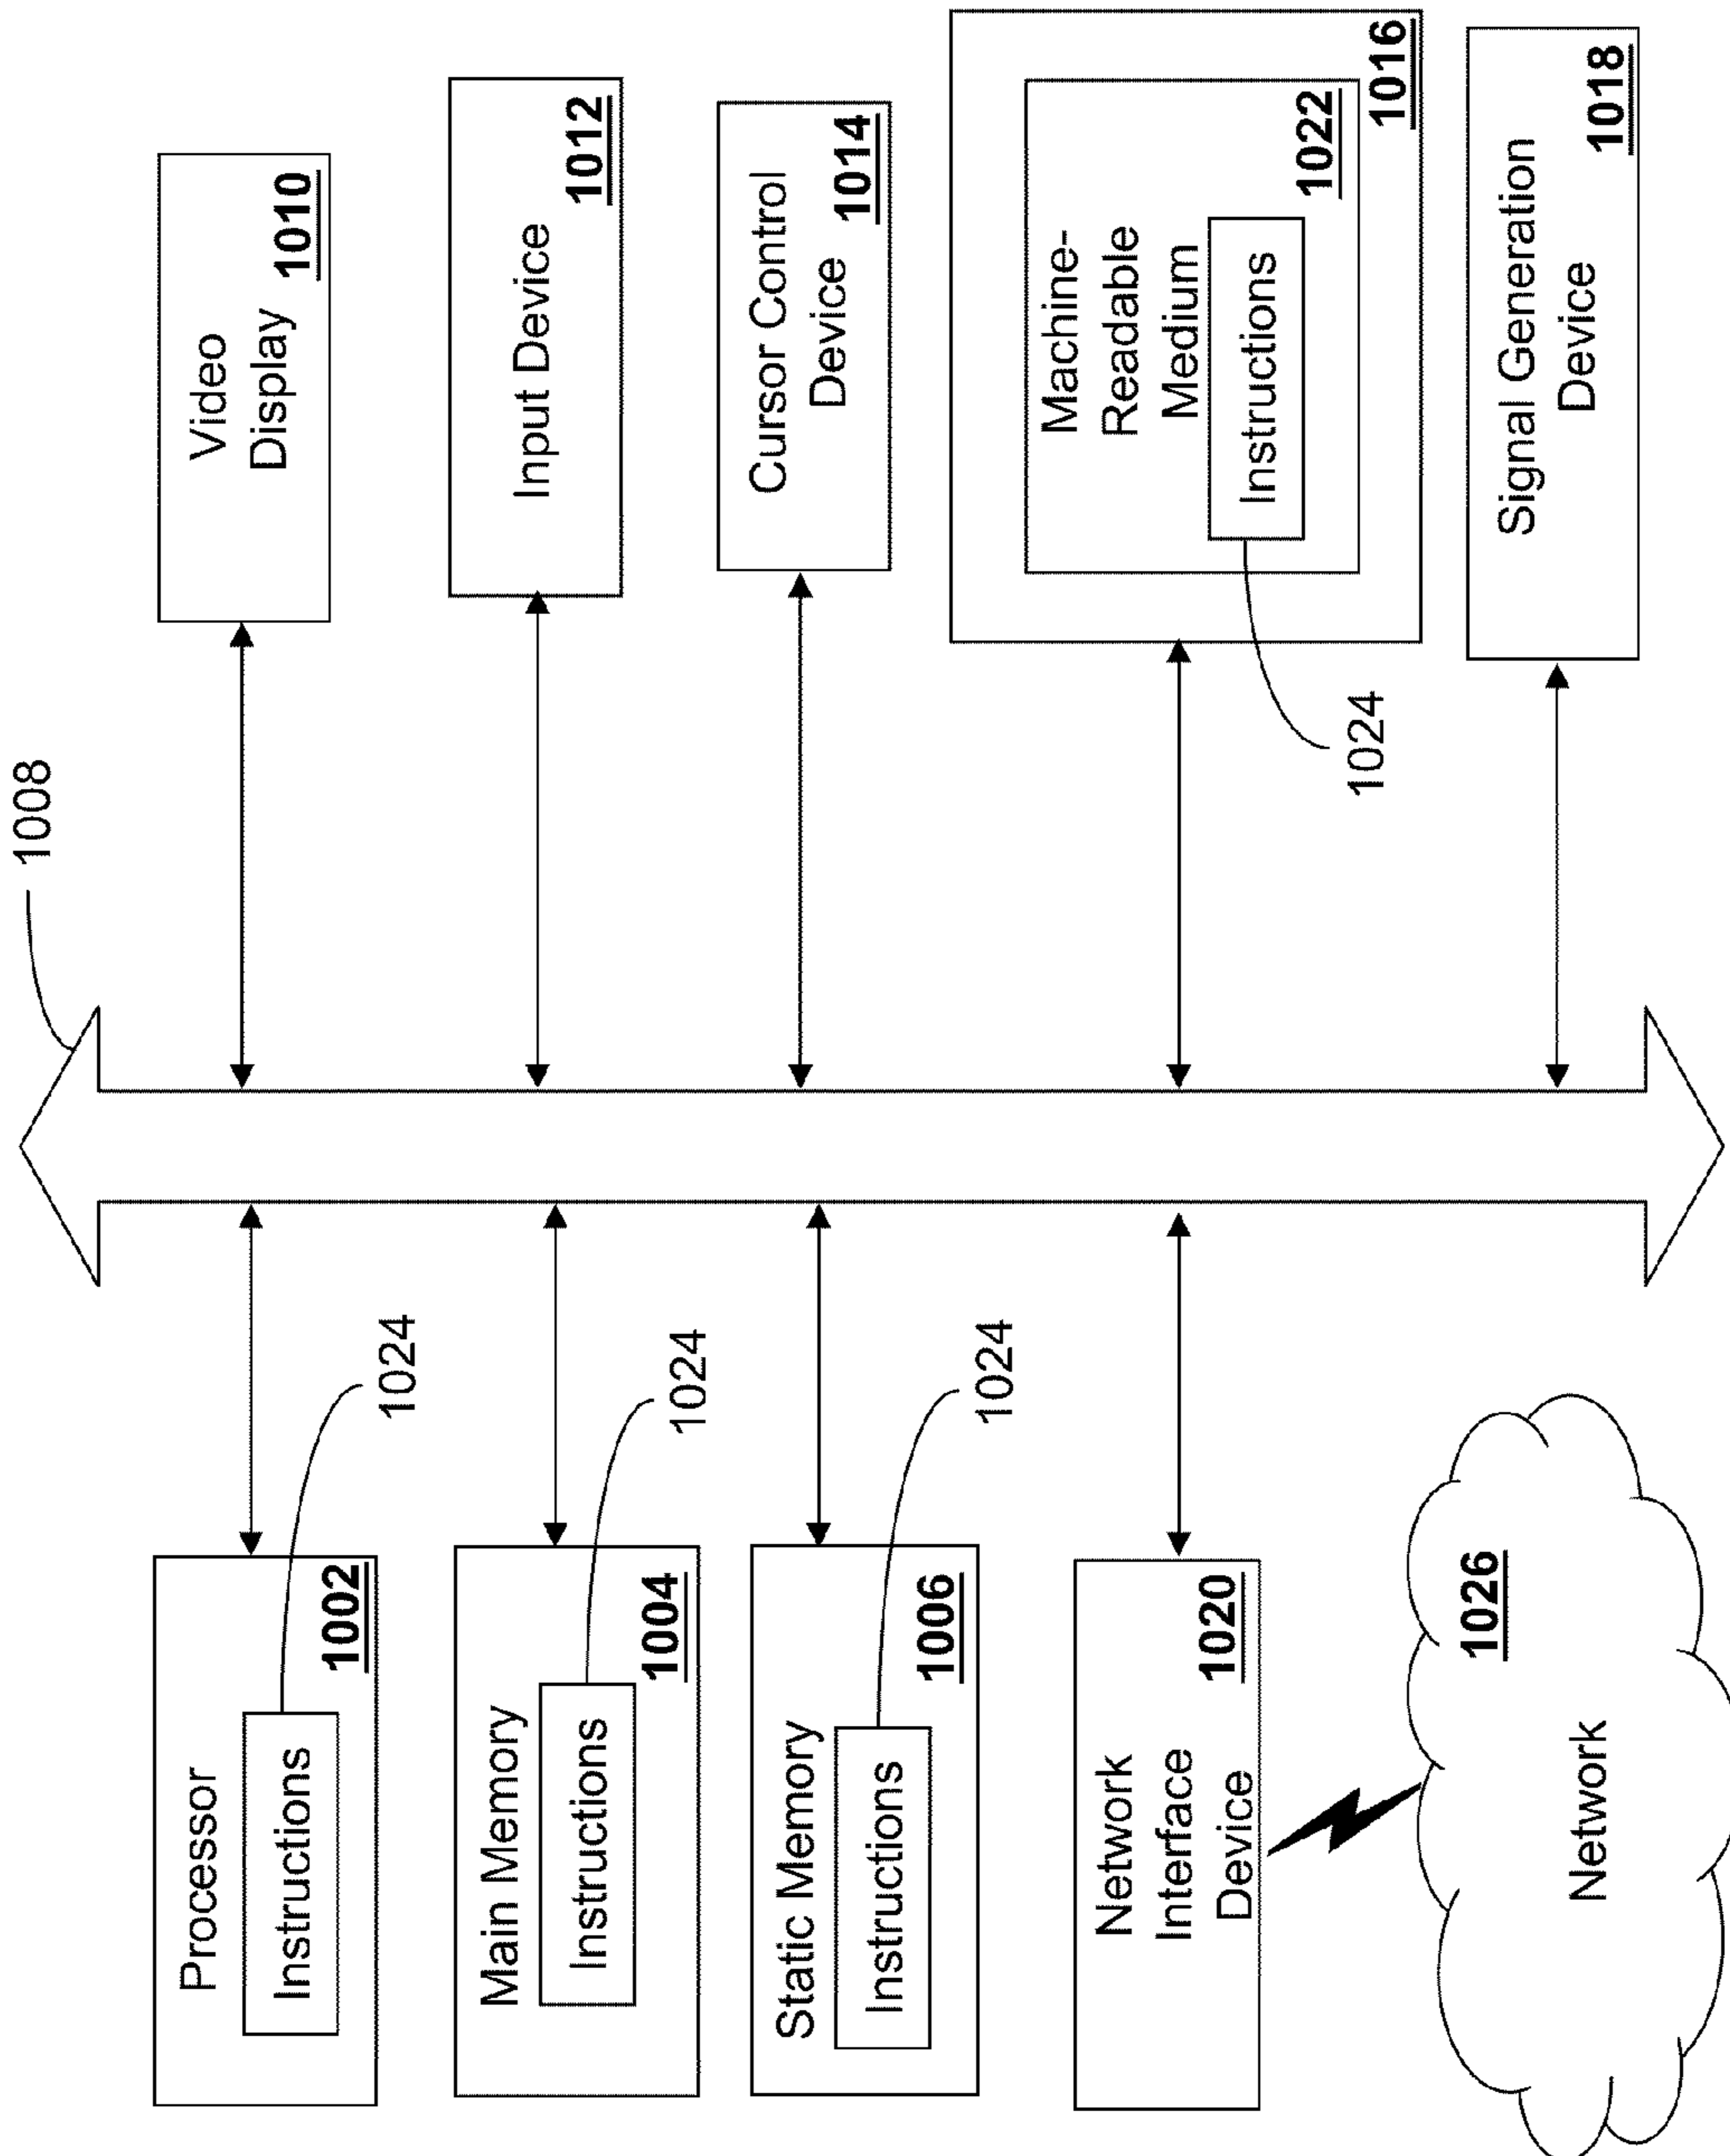 1008
Processor
Instructions
1002
1024
Main Memory
Instructions
1004
1024
Static Memory
Instructions
1006
1024
Network
Interface
Device
1020
1026
Network
Video
Display
1010
Input Device
1012
Cursor Control
Device
1014
Machine-
Readable
Medium
1022
Instructions
1016
1024
Signal Generation
Device
1018